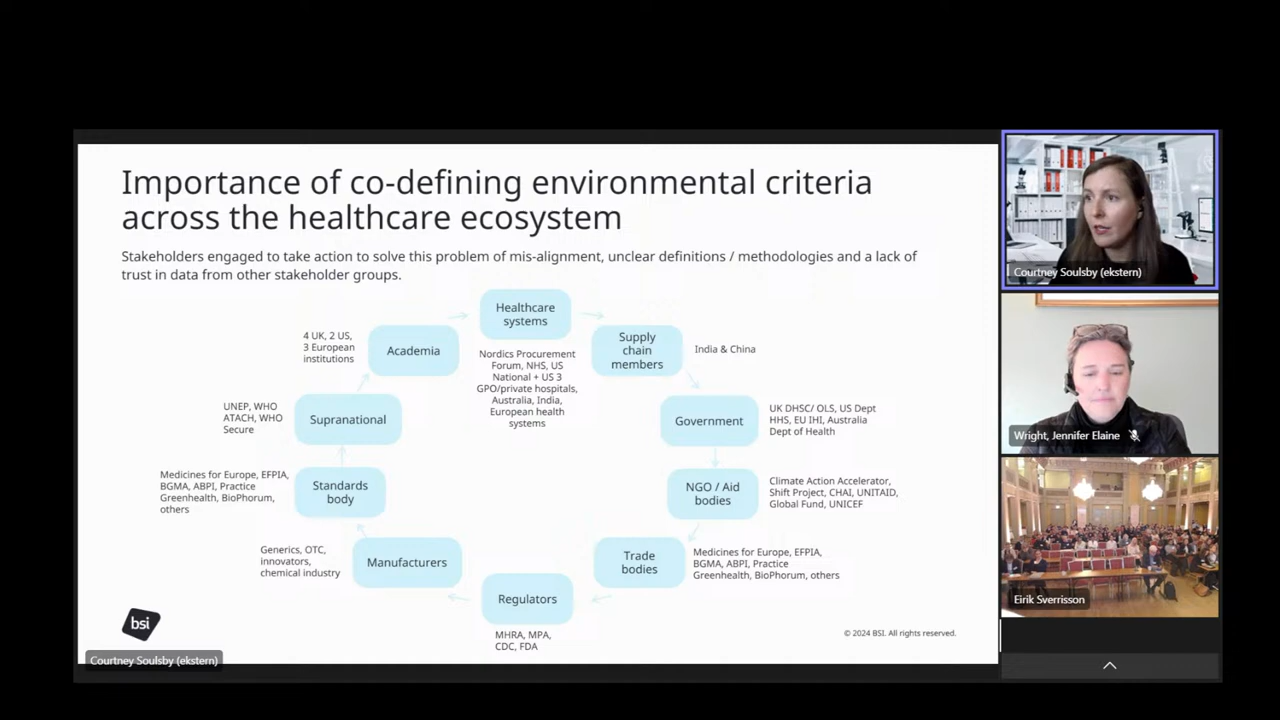 Importance of co-defining environmental criteria
across the healthcare ecosystem
Stakeholders engaged to take action to solve this problem of mis-alignment, unclear definitions / methodologies and a lack of
trust in data from other stakeholder groups.
Healthcare
systems
Nordics Procurement
Forum, NHS, US
National + US 3
GPO/private hospitals,
Australia, India,
European health
systems
Supply
chain
members
India & China
Government
UK DHSC/ OLS, US Dept
HHS, EU IHI, Australia
Dept of Health
NGO / Aid
bodies
Climate Action Accelerator,
Shift Project, CHAI, UNITAID,
Global Fund, UNICEF
Trade
bodies
Medicines for Europe, EFPIA,
BGMA, ABPI, Practice
Greenhealth, BioPhorum, others
Regulators
MHRA, MPA,
CDC, FDA
Manufacturers
Generics, OTC,
innovators,
chemical industry
Standards
body
Medicines for Europe, EFPIA,
BGMA, ABPI, Practice
Greenhealth, BioPhorum,
others
Supranational
UNEP, WHO
ATACH, WHO
Secure
Academia
4 UK, 2 US,
3 European
institutions
bsi
© 2024 BSI. All rights reserved.
Courtney Soulsby (ekstern)
Courtney Soulsby (ekstern)
Wright, Jennifer Elaine
Eirik Sverrisson